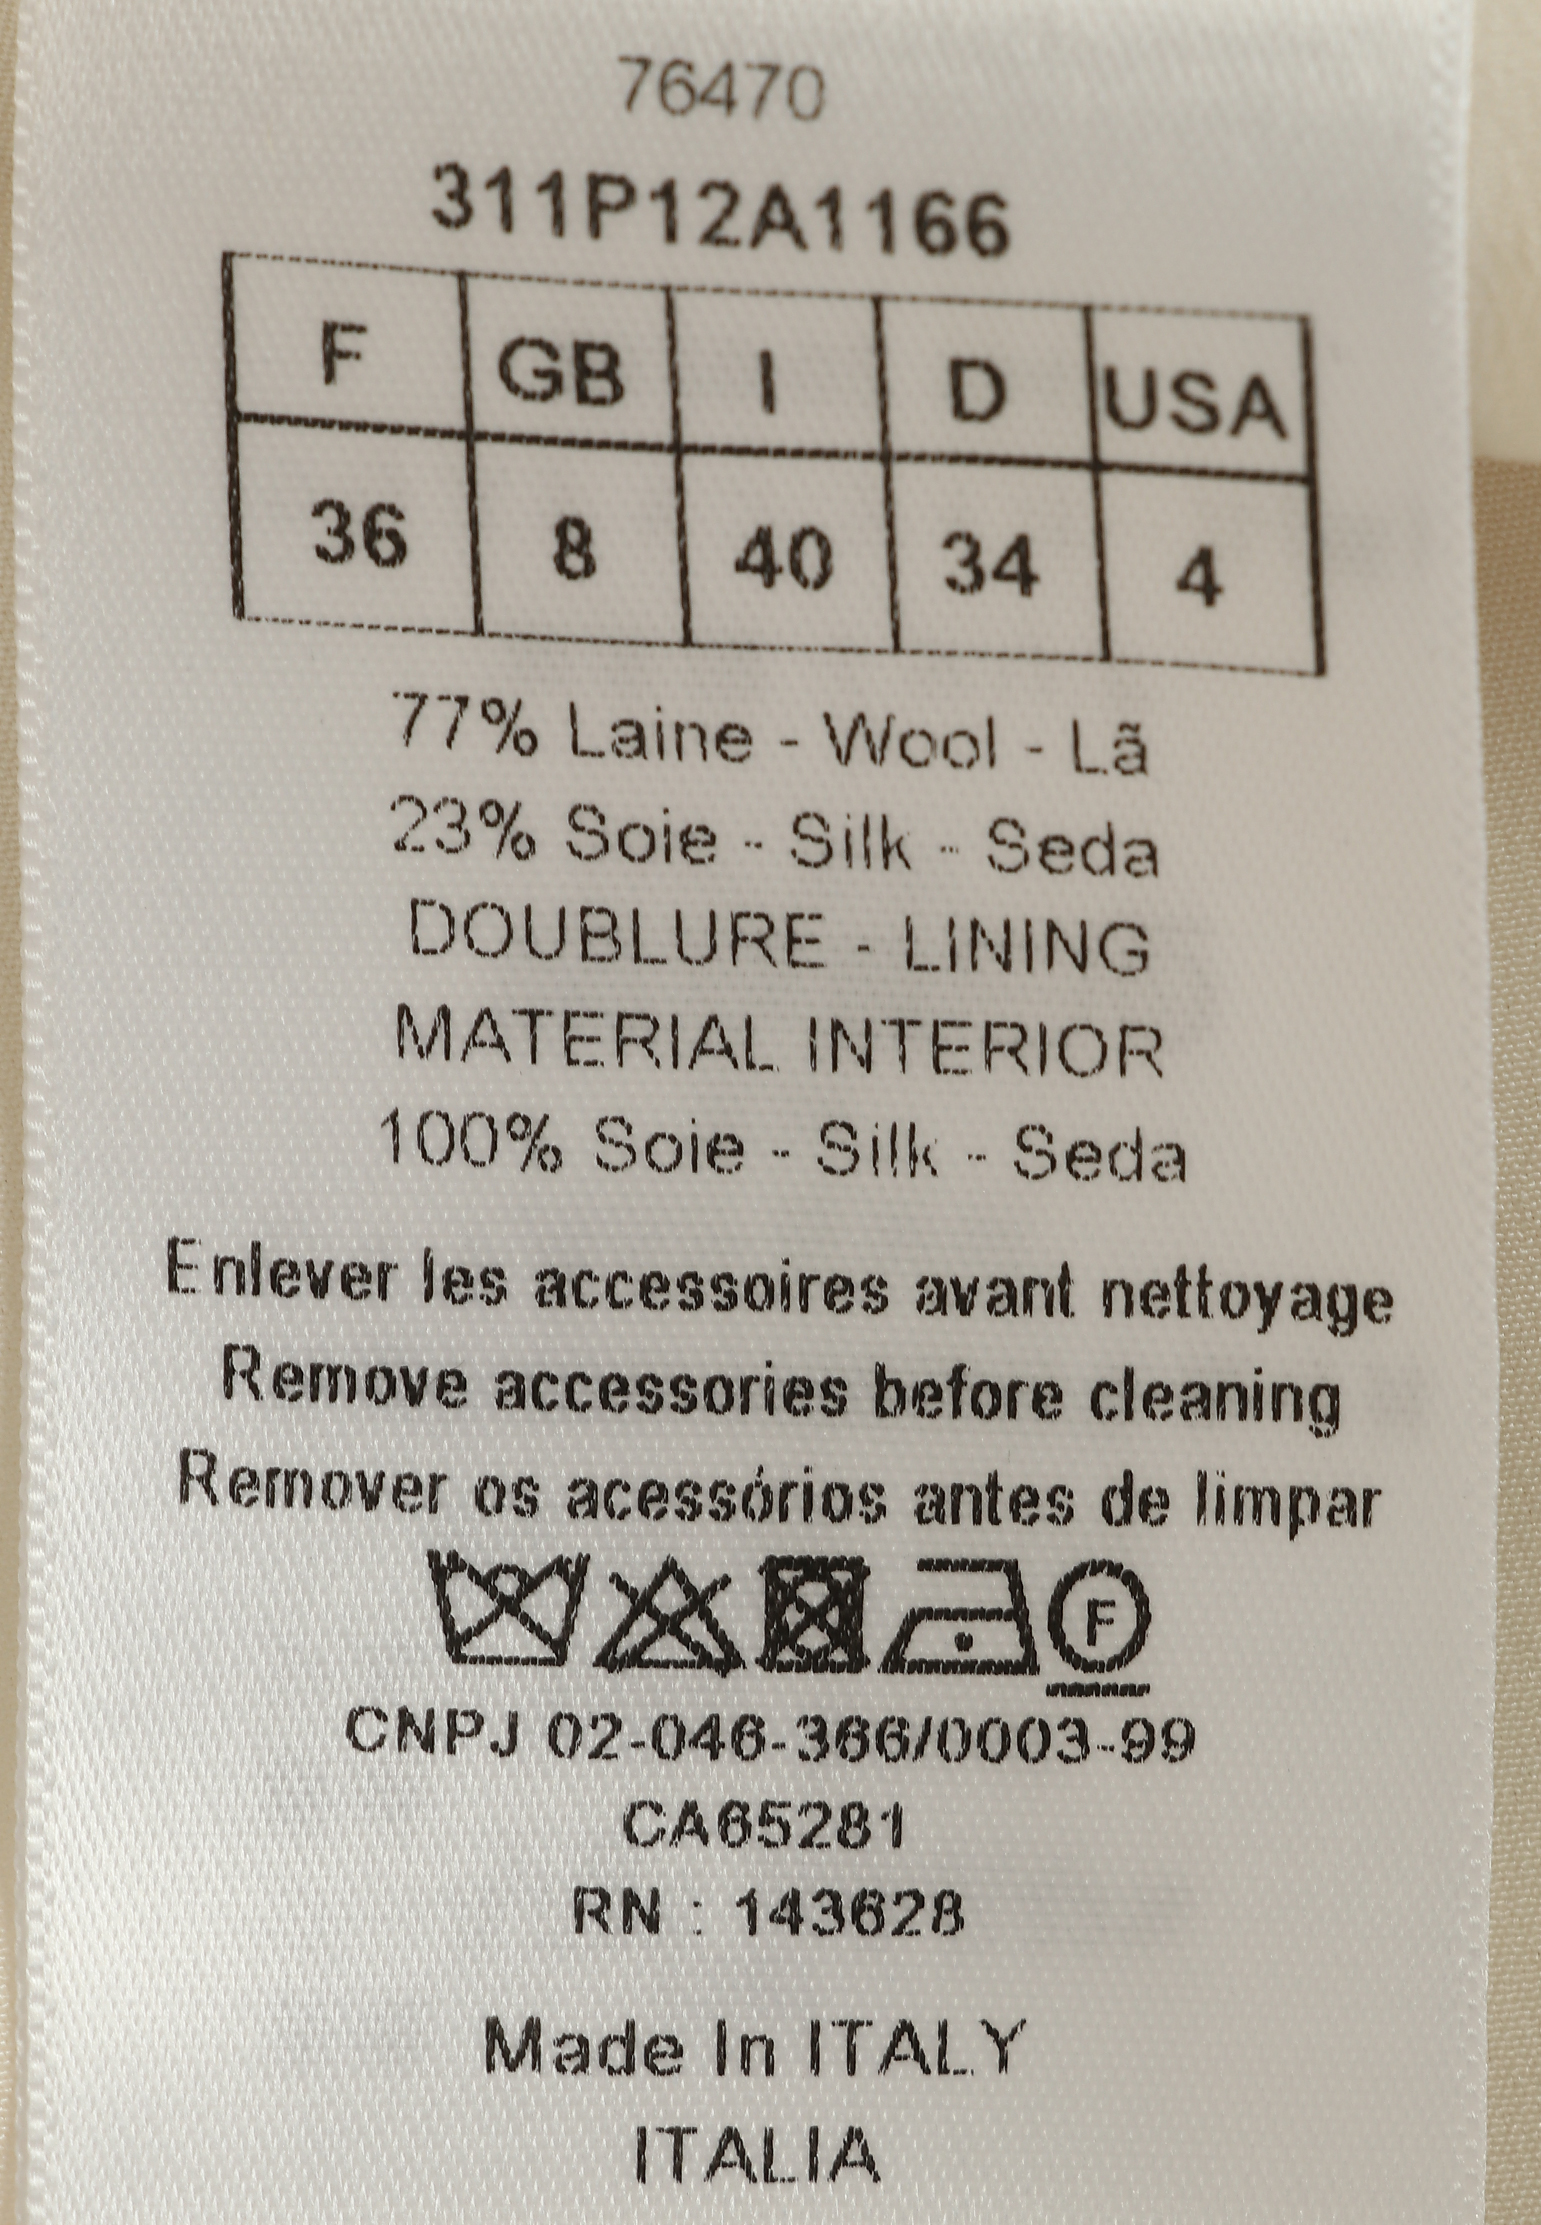 76470
311P12A1166
F GB I D USA
36 8 40 34 4
77% Laine - Wool - Lã
23% Soie - Silk - Seda
DOUBLURE - LINING
MATERIAL INTERIOR
100% Soie - Silk - Seda
Enlever les accessoires avant nettoyage
Remove accessories before cleaning
Remover os acessórios antes de limpar
F
CNPJ 02-046-366/0003-99
CA65281
RN : 143628
Made In ITALY
ITALIA